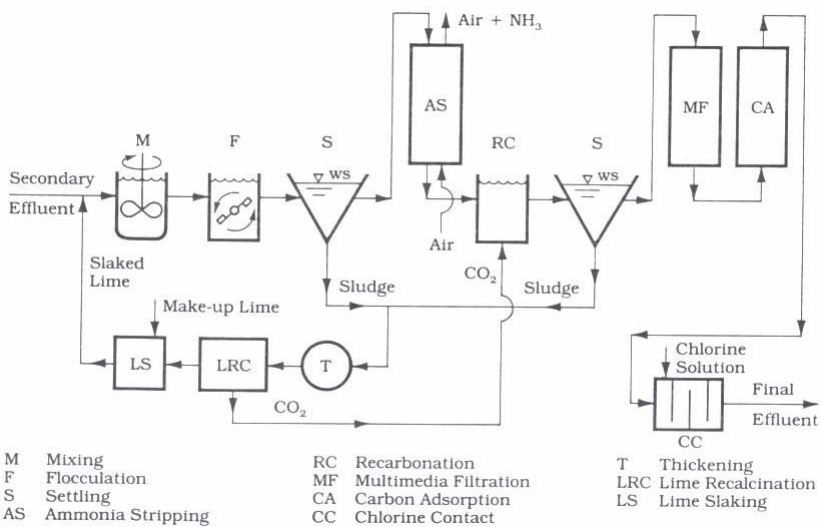 Air + NH3
M
F
S
AS
RC
S
MF
CA
Secondary
Effluent
ws
ws
Air
Slaked
Lime
CO2
Sludge
Sludge
Make-up Lime
LS
LRC
T
CO2
Chlorine
Solution
Final
Effluent
CC
M Mixing
F Flocculation
S Settling
AS Ammonia Stripping
RC Recarbonation
MF Multimedia Filtration
CA Carbon Adsorption
CC Chlorine Contact
T Thickening
LRC Lime Recalcination
LS Lime Slaking